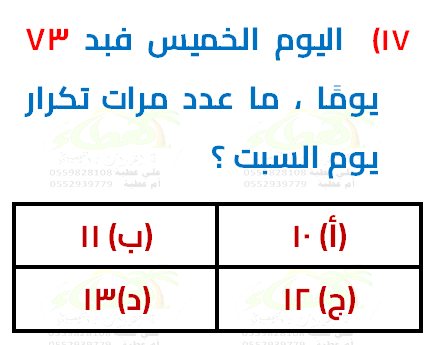 ١٧) اليوم الخميس فبد ٧٣
يومًا ، ما عدد مرات تكرار
يوم السبت ؟
علي عطية 0559828108
ام عطية 0552939779
(أ) ١٠ (ب) ١١
(ج) ١٢ (د) ١٣